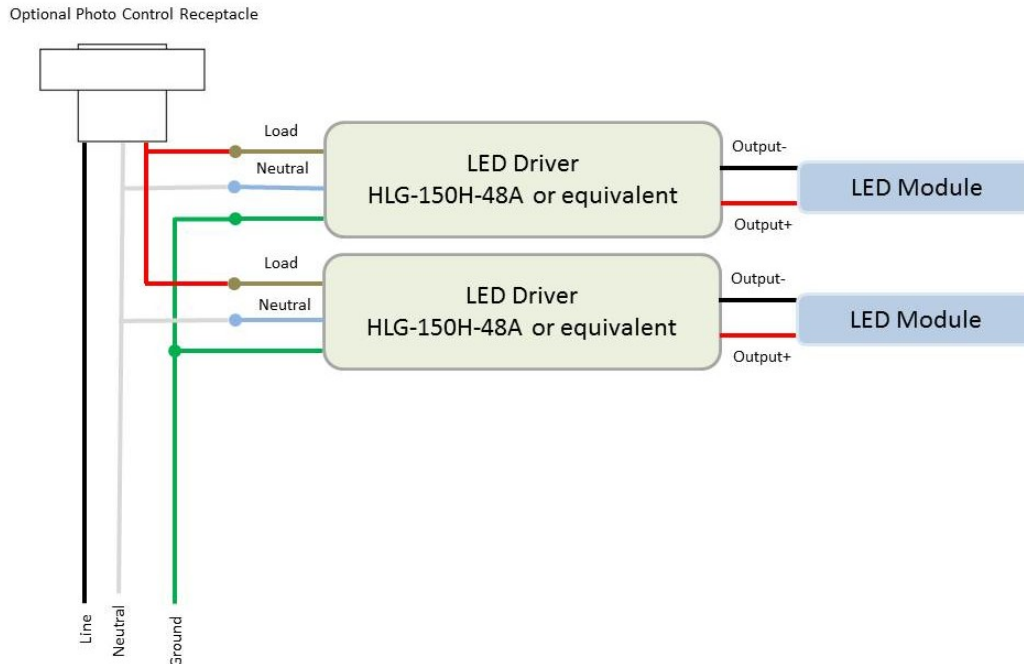 Optional Photo Control Receptacle
Load
Neutral
LED Driver
HLG-150H-48A or equivalent
Output-
Output+
LED Module
Load
Neutral
LED Driver
HLG-150H-48A or equivalent
Output-
Output+
LED Module
Line
Neutral
Ground